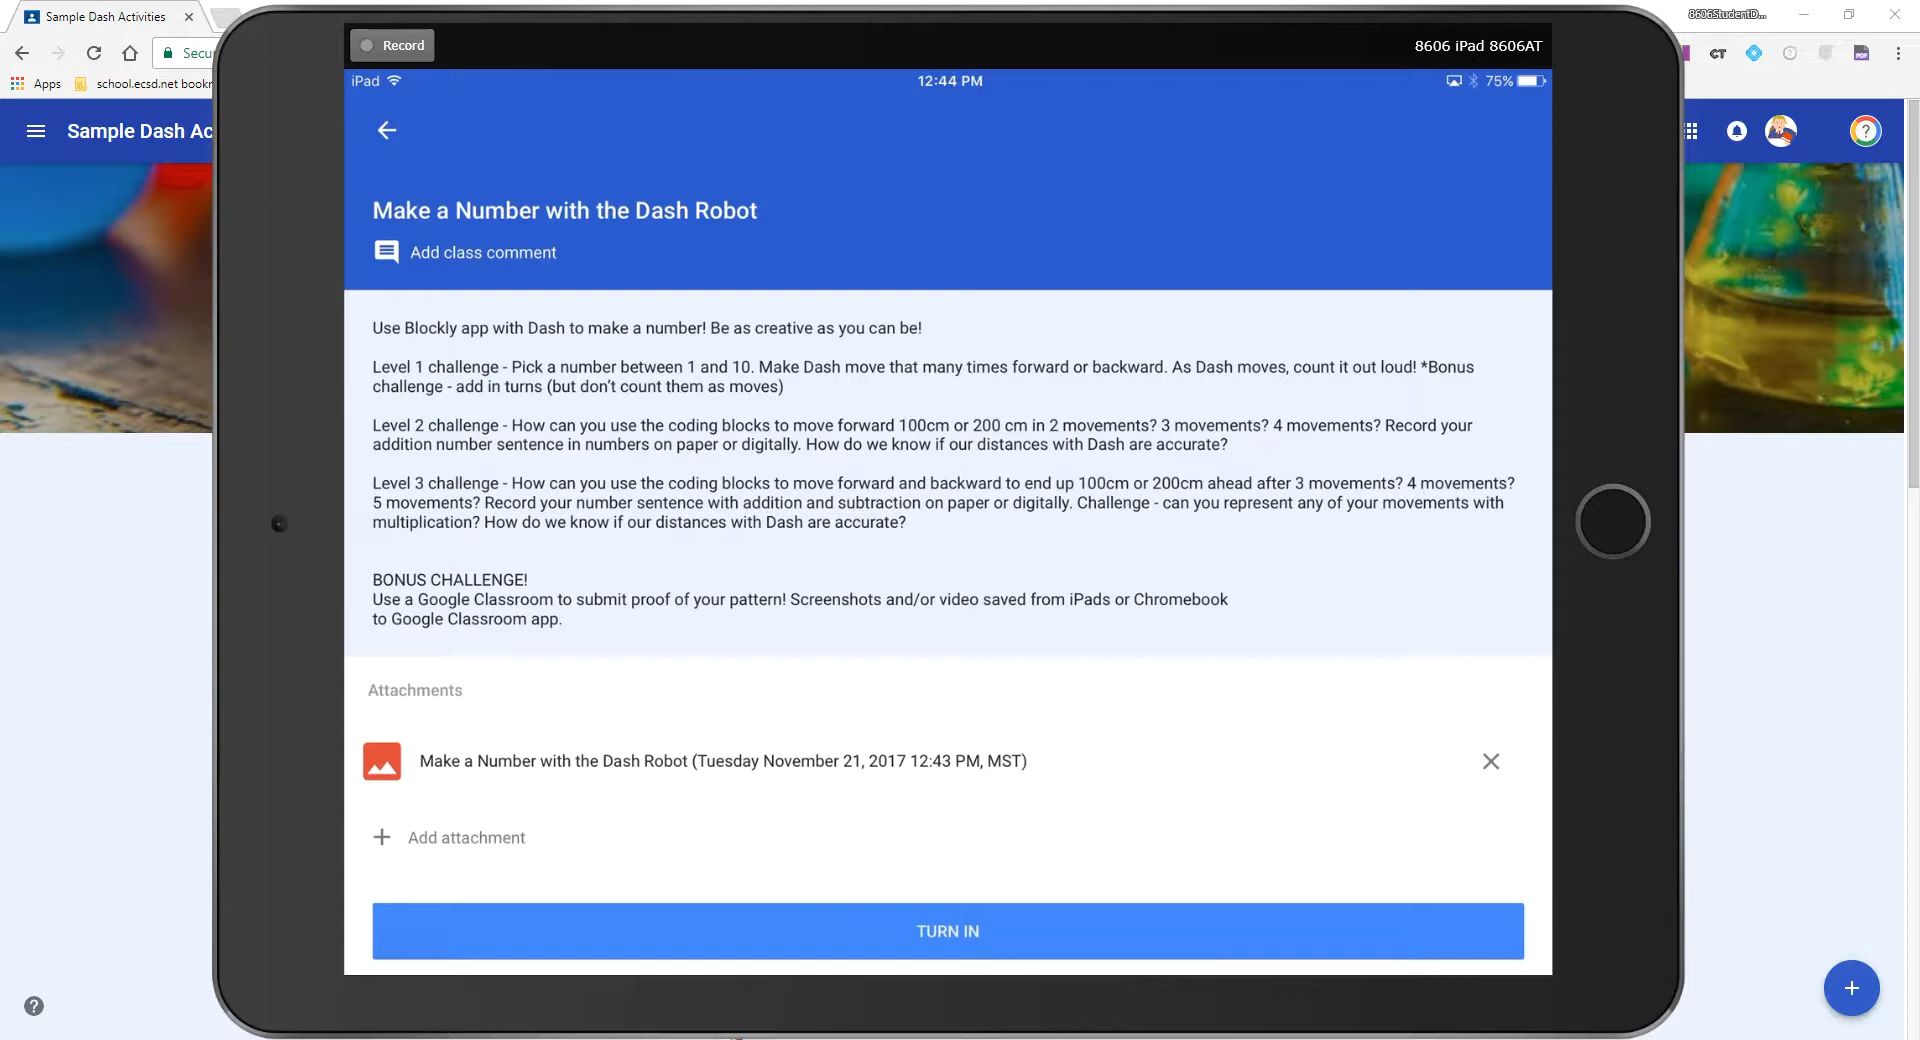 Sample Dash Activities
8606StudentD...
Record
8606 iPad 8606AT
Secu
CT
PDF
iPad
12:44 PM
75%
Apps
school.ecsd.net bookr
Sample Dash Ac
Make a Number with the Dash Robot
Add class comment
Use Blockly app with Dash to make a number! Be as creative as you can be!
Level 1 challenge - Pick a number between 1 and 10. Make Dash move that many times forward or backward. As Dash moves, count it out loud! *Bonus
challenge - add in turns (but don't count them as moves)
Level 2 challenge - How can you use the coding blocks to move forward 100cm or 200 cm in 2 movements? 3 movements? 4 movements? Record your
addition number sentence in numbers on paper or digitally. How do we know if our distances with Dash are accurate?
Level 3 challenge - How can you use the coding blocks to move forward and backward to end up 100cm or 200cm ahead after 3 movements? 4 movements?
5 movements? Record your number sentence with addition and subtraction on paper or digitally. Challenge - can you represent any of your movements with
multiplication? How do we know if our distances with Dash are accurate?
BONUS CHALLENGE!
Use a Google Classroom to submit proof of your pattern! Screenshots and/or video saved from iPads or Chromebook
to Google Classroom app.
Attachments
Make a Number with the Dash Robot (Tuesday November 21, 2017 12:43 PM, MST)
Add attachment
TURN IN